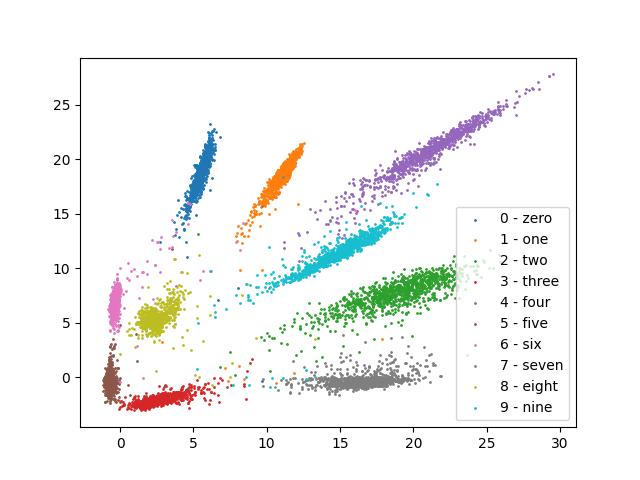 25
20
15
10
5
0
0
5
10
15
20
25
30
0 - zero
1 - one
2 - two
3 - three
4 - four
5 - five
6 - six
7 - seven
8 - eight
9 - nine